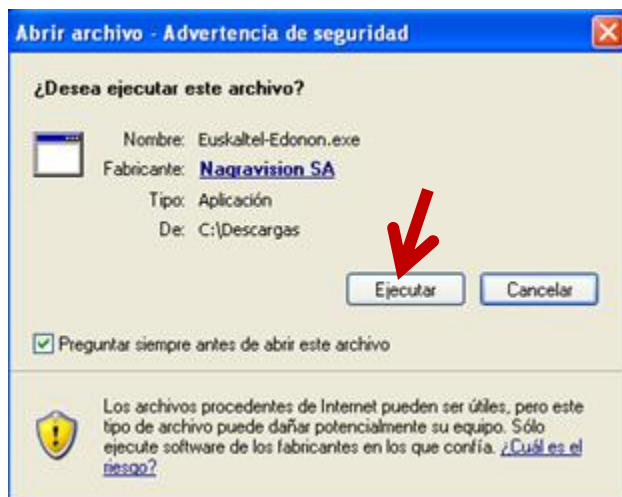 Abrir archivo - Advertencia de seguridad
¿Desea ejecutar este archivo?
Nombre: Euskaltel-Edonon.exe
Fabricante: Nagravision SA
Tipo: Aplicación
De: C:\Descargas
Ejecutar Cancelar
Preguntar siempre antes de abrir este archivo
Los archivos procedentes de Internet pueden ser útiles, pero este
tipo de archivo puede dañar potencialmente su equipo. Sólo
ejecute software de los fabricantes en los que confía. ¿Cuál es el
riesgo?